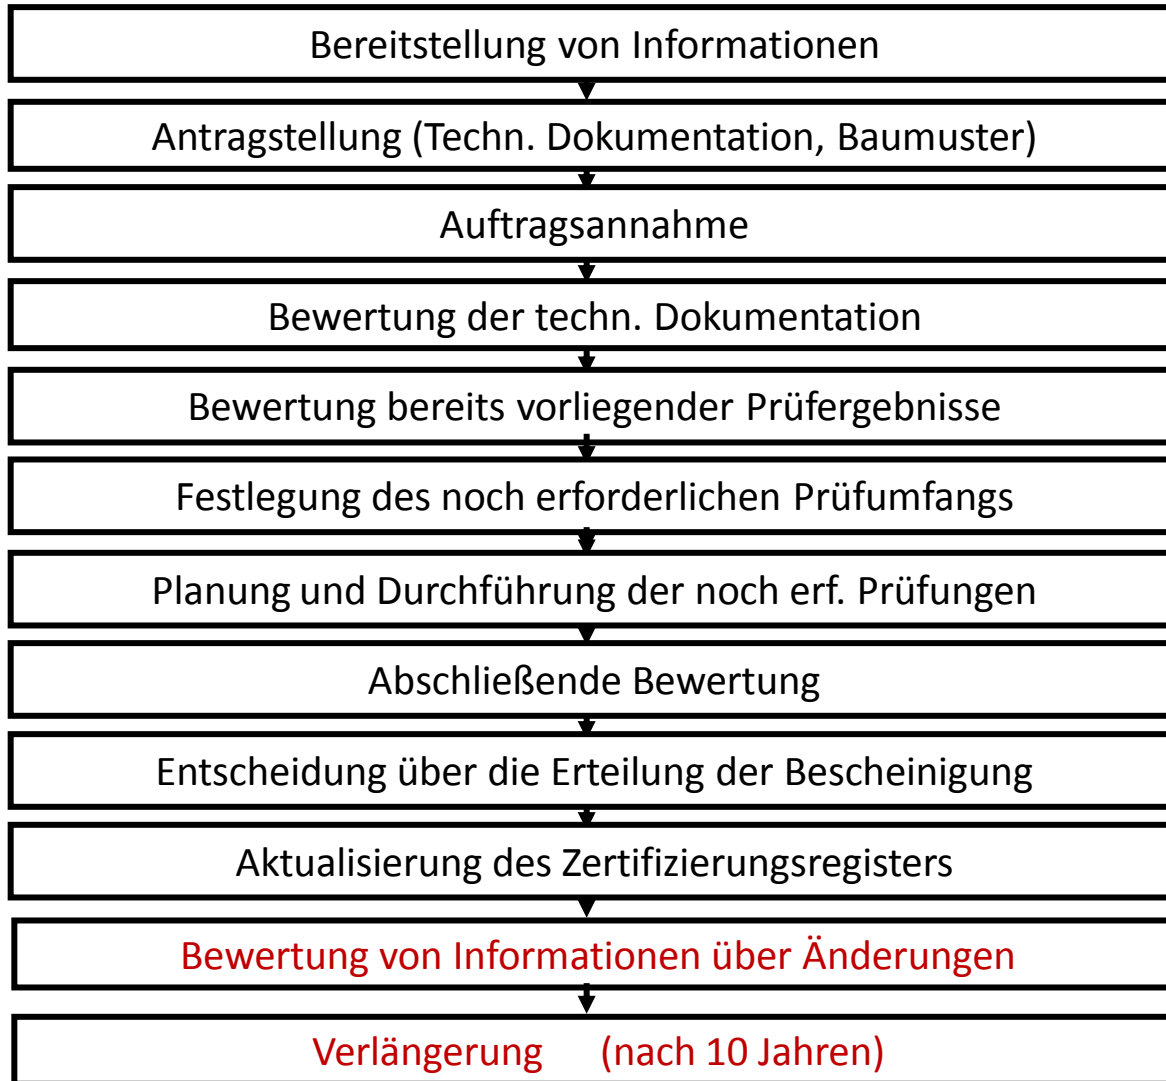 Bereitstellung von Informationen
Antragstellung (Techn. Dokumentation, Baumuster)
Auftragsannahme
Bewertung der techn. Dokumentation
Bewertung bereits vorliegender Prüfergebnisse
Festlegung des noch erforderlichen Prüfumfangs
Planung und Durchführung der noch erf. Prüfungen
Abschließende Bewertung
Entscheidung über die Erteilung der Bescheinigung
Aktualisierung des Zertifizierungsregisters
Bewertung von Informationen über Änderungen
Verlängerung (nach 10 Jahren)